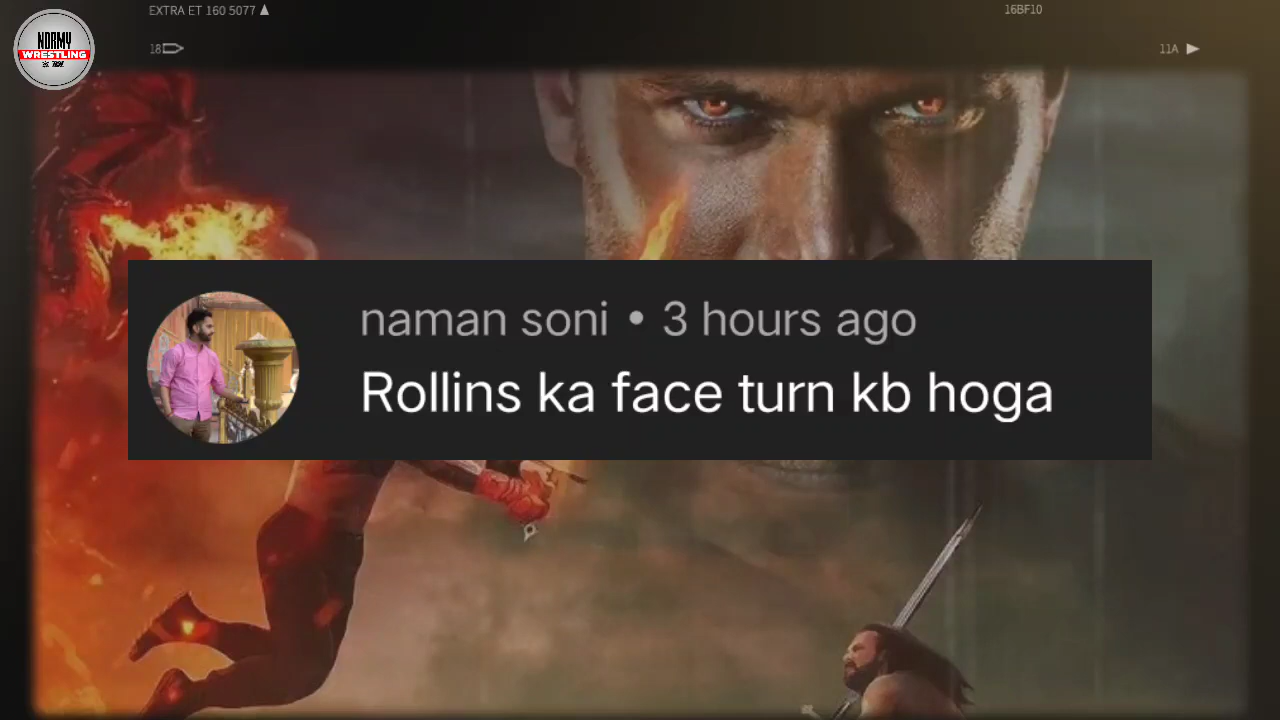 EXTRA ET 160 5077
16BF10
NORMY
WRESTLING
18
11A
naman soni • 3 hours ago
Rollins ka face turn kb hoga